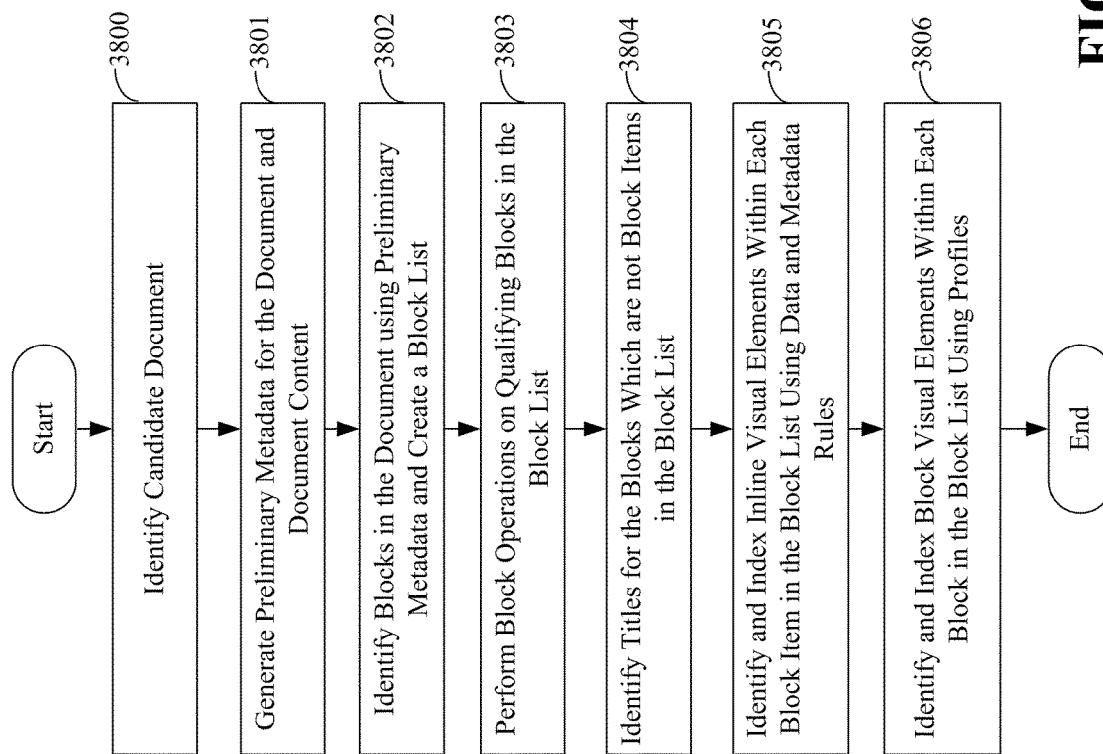 Start
Identify Candidate Document
3800
Generate Preliminary Metadata for the Document and
Document Content
3801
Identify Blocks in the Document using Preliminary
Metadata and Create a Block List
3802
Perform Block Operations on Qualifying Blocks in the
Block List
3803
Identify Titles for the Blocks Which are not Block Items
in the Block List
3804
Identify and Index Inline Visual Elements Within Each
Block Item in the Block List Using Data and Metadata
Rules
3805
Identify and Index Block Visual Elements Within Each
Block in the Block List Using Profiles
3806
End